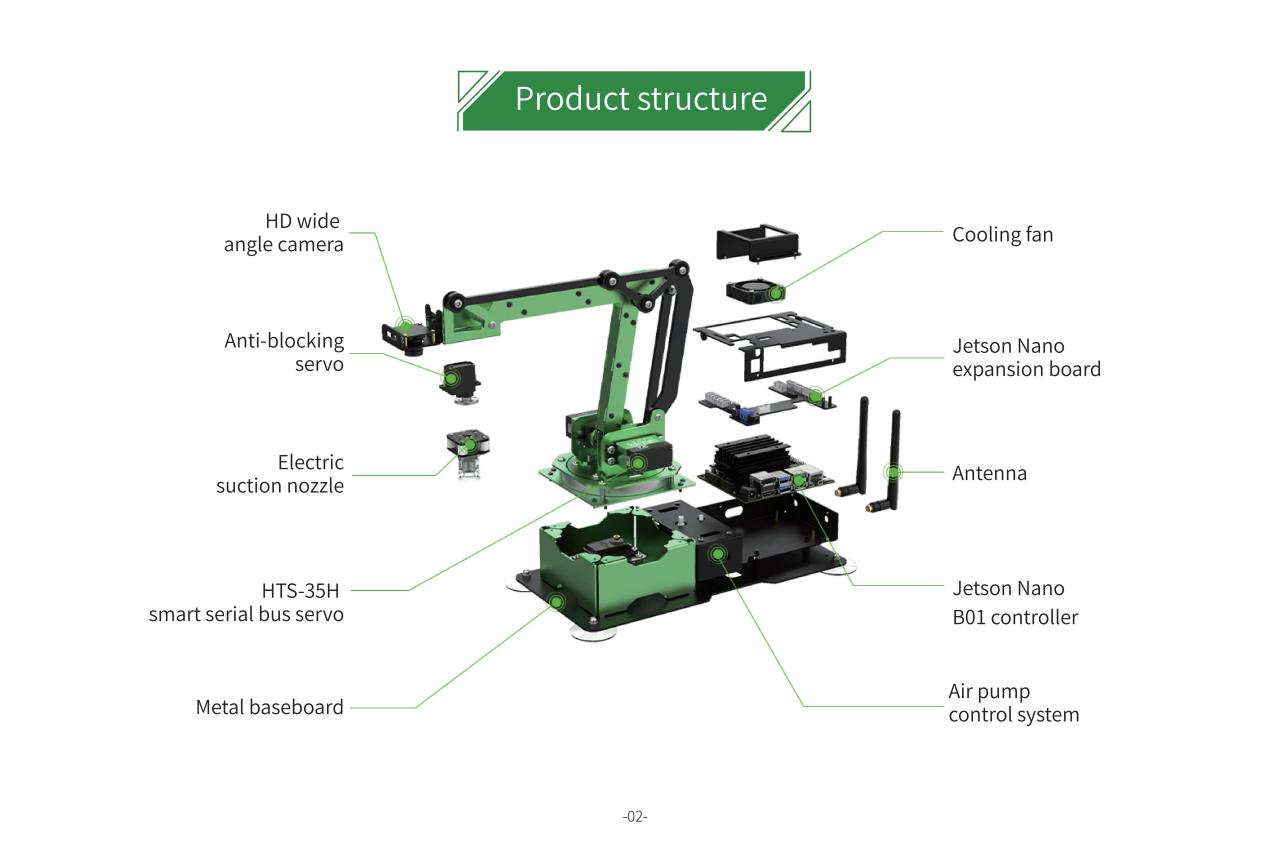 Product structure
HD wide
angle camera
Anti-blocking
servo
Electric
suction nozzle
HTS-35H
smart serial bus servo
Metal baseboard
Cooling fan
Jetson Nano
expansion board
Antenna
Jetson Nano
B01 controller
Air pump
control system
-02-